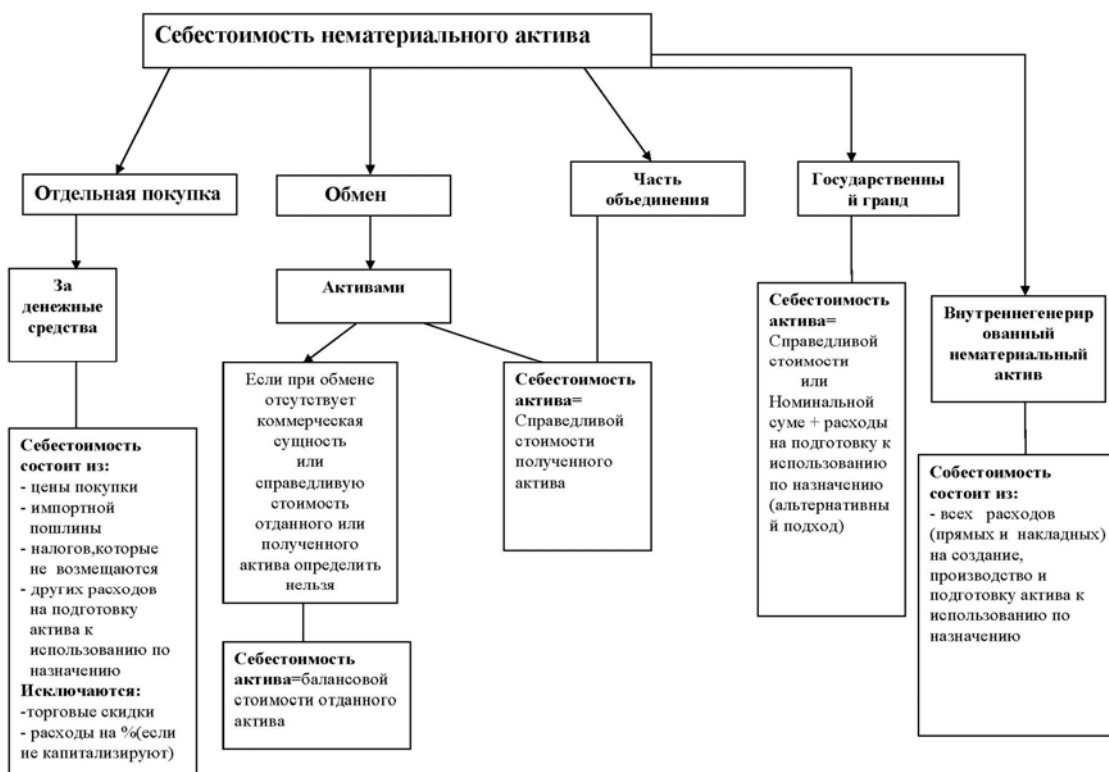 Себестоимость нематериального актива
Отдельная покупка
Обмен
Часть
объединения
Государственны
й гранд
За
денежные
средства
Активами
Себестоимость
актива=
Справедливой
стоимости
или
Номинальной
суме + расходы
на подготовку к
использованию
по назначению
(альтернативны
й подход)
Внутреннегенерир
ованный
нематериальный
актив
Если при обмене
отсутствует
коммерческая
сущность
или
справедливую
стоимость
отданного или
полученного
актива определить
нельзя
Себестоимость
актива=
Справедливой
стоимости
полученного
актива
Себестоимость
состоит из:
- цены покупки
- импортной
пошлины
- налогов,которые
не возмещаются
- других расходов
на подготовку
актива к
использованию по
назначению
Исключаются:
-торговые скидки
- расходы на %(если
не капитализируют)
Себестоимость
актива=балансовой
стоимости отданного
актива
Собестоимость
состоит из:
- всех расходов
(прямых и накладных)
на создание,
производство и
подготовку актива к
использованию по
назначению